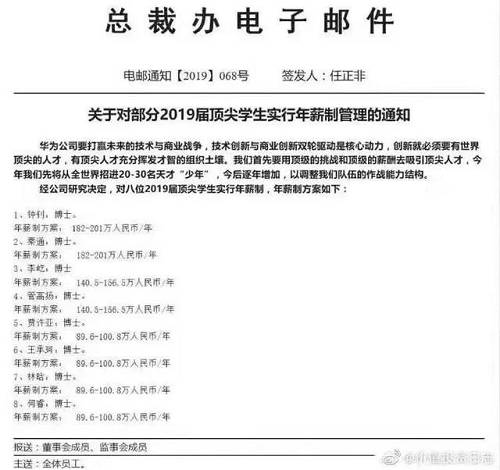 总裁办电子邮件
电邮通知【2019】068号 签发人：任正非
关于对部分2019届顶尖学生实行年薪制管理的通知
华为公司要打赢未来的技术与商业战争，技术创新与商业创新双轮驱动是核心动力，创新就必须要有世界
顶尖的人才，有顶尖人才充分挥发才智的组织土壤。我们首先要用顶级的挑战和顶级的薪酬去吸引顶尖人才，今
年我们先将从全世界招进20-30名天才“少年”，今后逐年增加，以调整我们队伍的作战能力结构。
经公司研究决定，对八位2019届顶尖学生实行年薪制，年薪制方案如下：
1、钟钊，博士。
年薪制方案： 182-201万人民币/年
2、秦通，博士。
年薪制方案： 182-201万人民币/年
3、李屹，博士
年薪制方案： 140.5-156.5万人民币/年
4、管高扬，博士。
年薪制方案： 140.5-156.5万人民币/年
5、贾许亚，博士。
年薪制方案： 89.6-100.8万人民币/年
6、王承珂，博士。
年薪制方案： 89.6-100.8万人民币/年
7、林晗，博士。
年薪制方案： 89.6-100.8万人民币/年
8、何睿，博士。
年薪制方案： 89.6-100.8万人民币/年
报送：董事会成员、监事会成员
主送：全体员工。